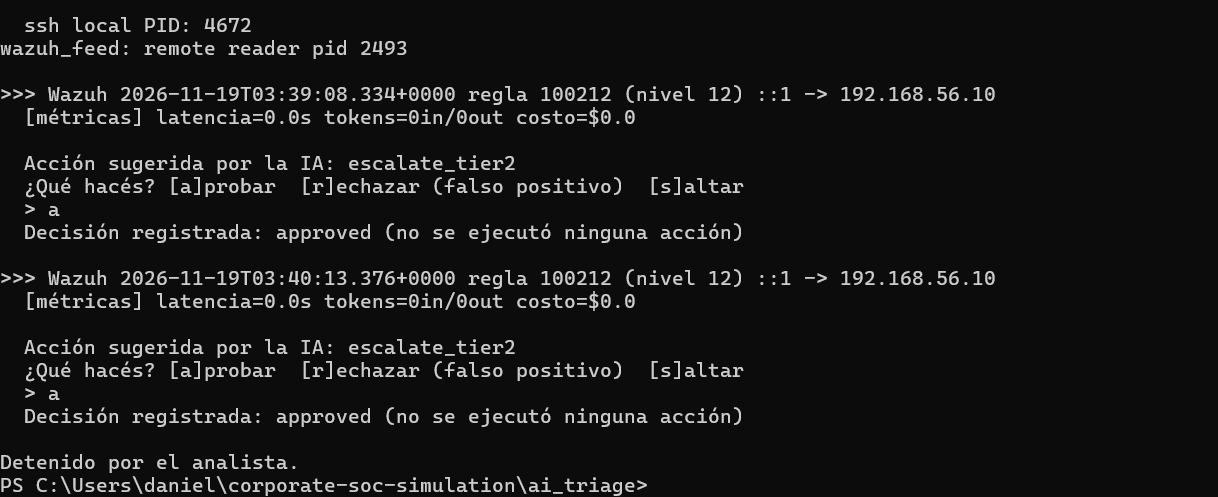 ssh local PID: 4672
wazuh_feed: remote reader pid 2493
>>> Wazuh 2026-11-19T03:39:08.334+0000 regla 100212 (nivel 12) ::1 -> 192.168.56.10
[métricas] latencia=0.0s tokens=0in/0out costo=$0.0
Acción sugerida por la IA: escalate_tier2
¿Qué hacés? [a]probar  [r]echazar (falso positivo)  [s]altar
> a
Decisión registrada: approved (no se ejecutó ninguna acción)
>>> Wazuh 2026-11-19T03:40:13.376+0000 regla 100212 (nivel 12) ::1 -> 192.168.56.10
[métricas] latencia=0.0s tokens=0in/0out costo=$0.0
Acción sugerida por la IA: escalate_tier2
¿Qué hacés? [a]probar  [r]echazar (falso positivo)  [s]altar
> a
Decisión registrada: approved (no se ejecutó ninguna acción)
Detenido por el analista.
PS C:\Users\daniel\corporate-soc-simulation\ai_triage>